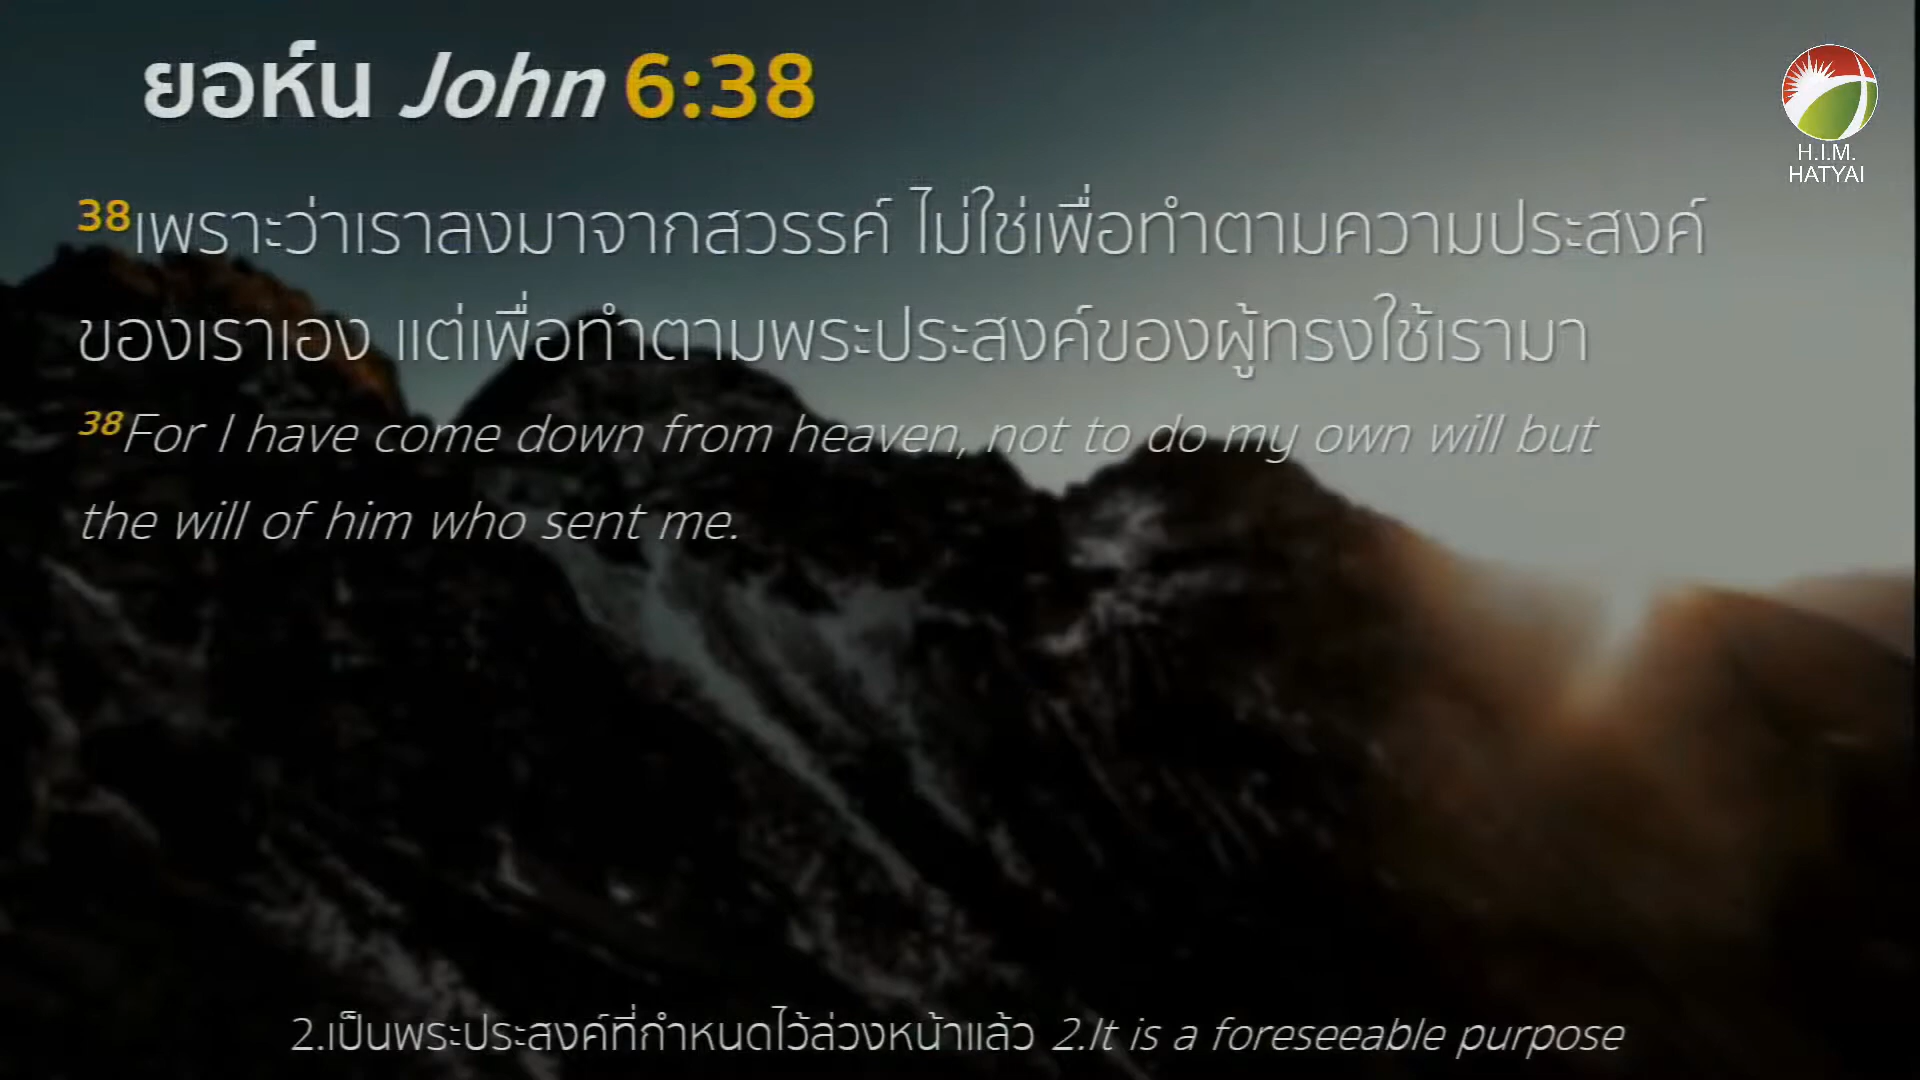 ยอห์น John 6:38
H.I.M.
HATYAI
38เพราะว่าเราลงมาจากสวรรค์ ไม่ใช่เพื่อทำตามความประสงค์
ของเราเอง แต่เพื่อทำตามพระประสงค์ของผู้ทรงใช้เรามา
38For I have come down from heaven, not to do my own will but
the will of him who sent me.
2.เป็นพระประสงค์ที่กำหนดไว้ล่วงหน้าแล้ว 2.It is a foreseeable purpose